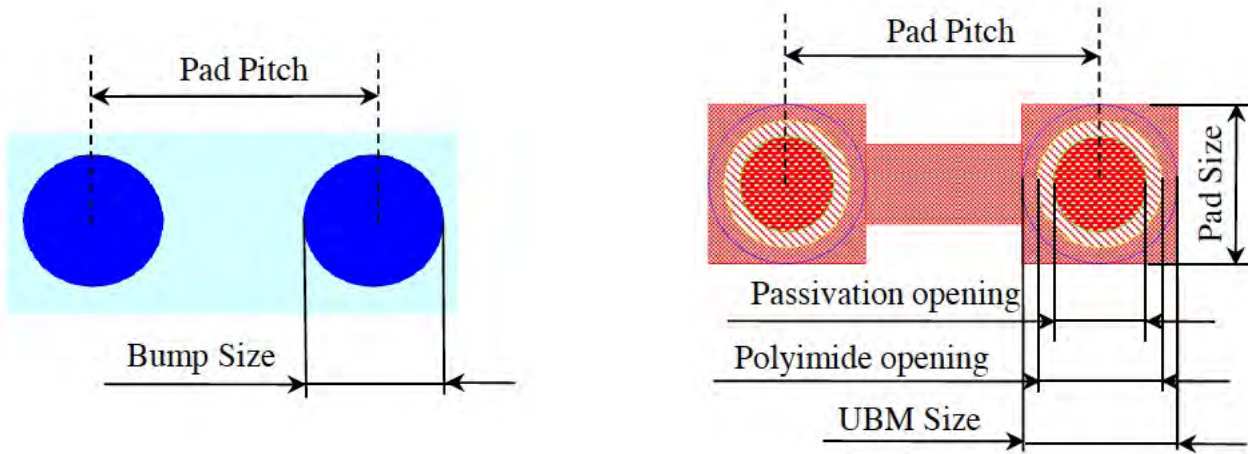 Pad Pitch
Bump Size
Pad Pitch
Pad Size
Passivation opening
Polyimide opening
UBM Size